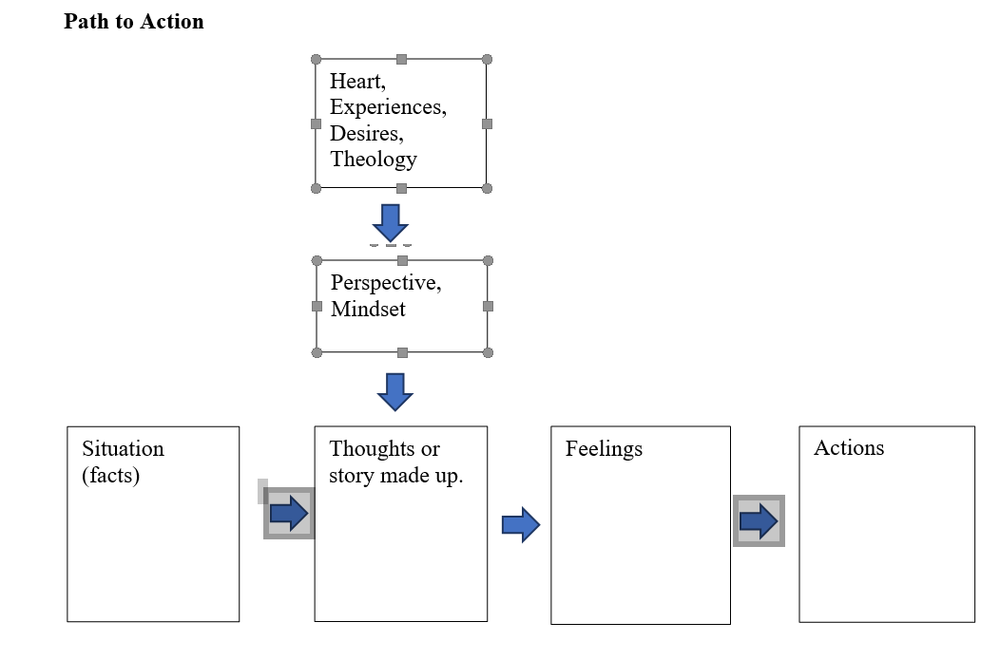 Path to Action
Heart,
Experiences,
Desires,
Theology
Perspective,
Mindset
Situation
(facts)
Thoughts or
story made up.
Feelings
Actions